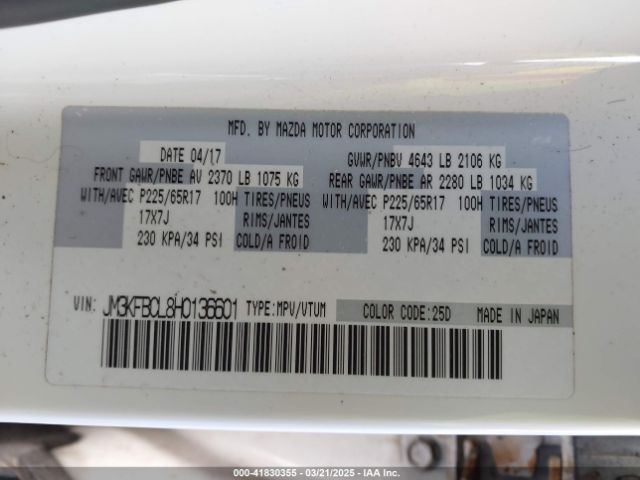 MFD. BY MAZDA MOTOR CORPORATION
DATE 04/17 GVWR/PNBV 4643 LB 2106 KG
FRONT GAWR/PNBE AV 2370 LB 1075 KG REAR GAWR/PNBE AR 2280 LB 1034 KG
WITH/AVEC P225/65R17 100H TIRES/PNEUS WITH/AVEC P225/65R17 100H TIRES/PNEUS
17X7J RIMS/JANTES 17X7J RIMS/JANTES
230 KPA/34 PSI COLD/A FROID 230 KPA/34 PSI COLD/A FROID
VIN: JM3KFBCL8H0136601 TYPE:MPV/VTUM COLOR CODE:25D MADE IN JAPAN
000-41830355 | 03/21/2025 | IAA Inc.